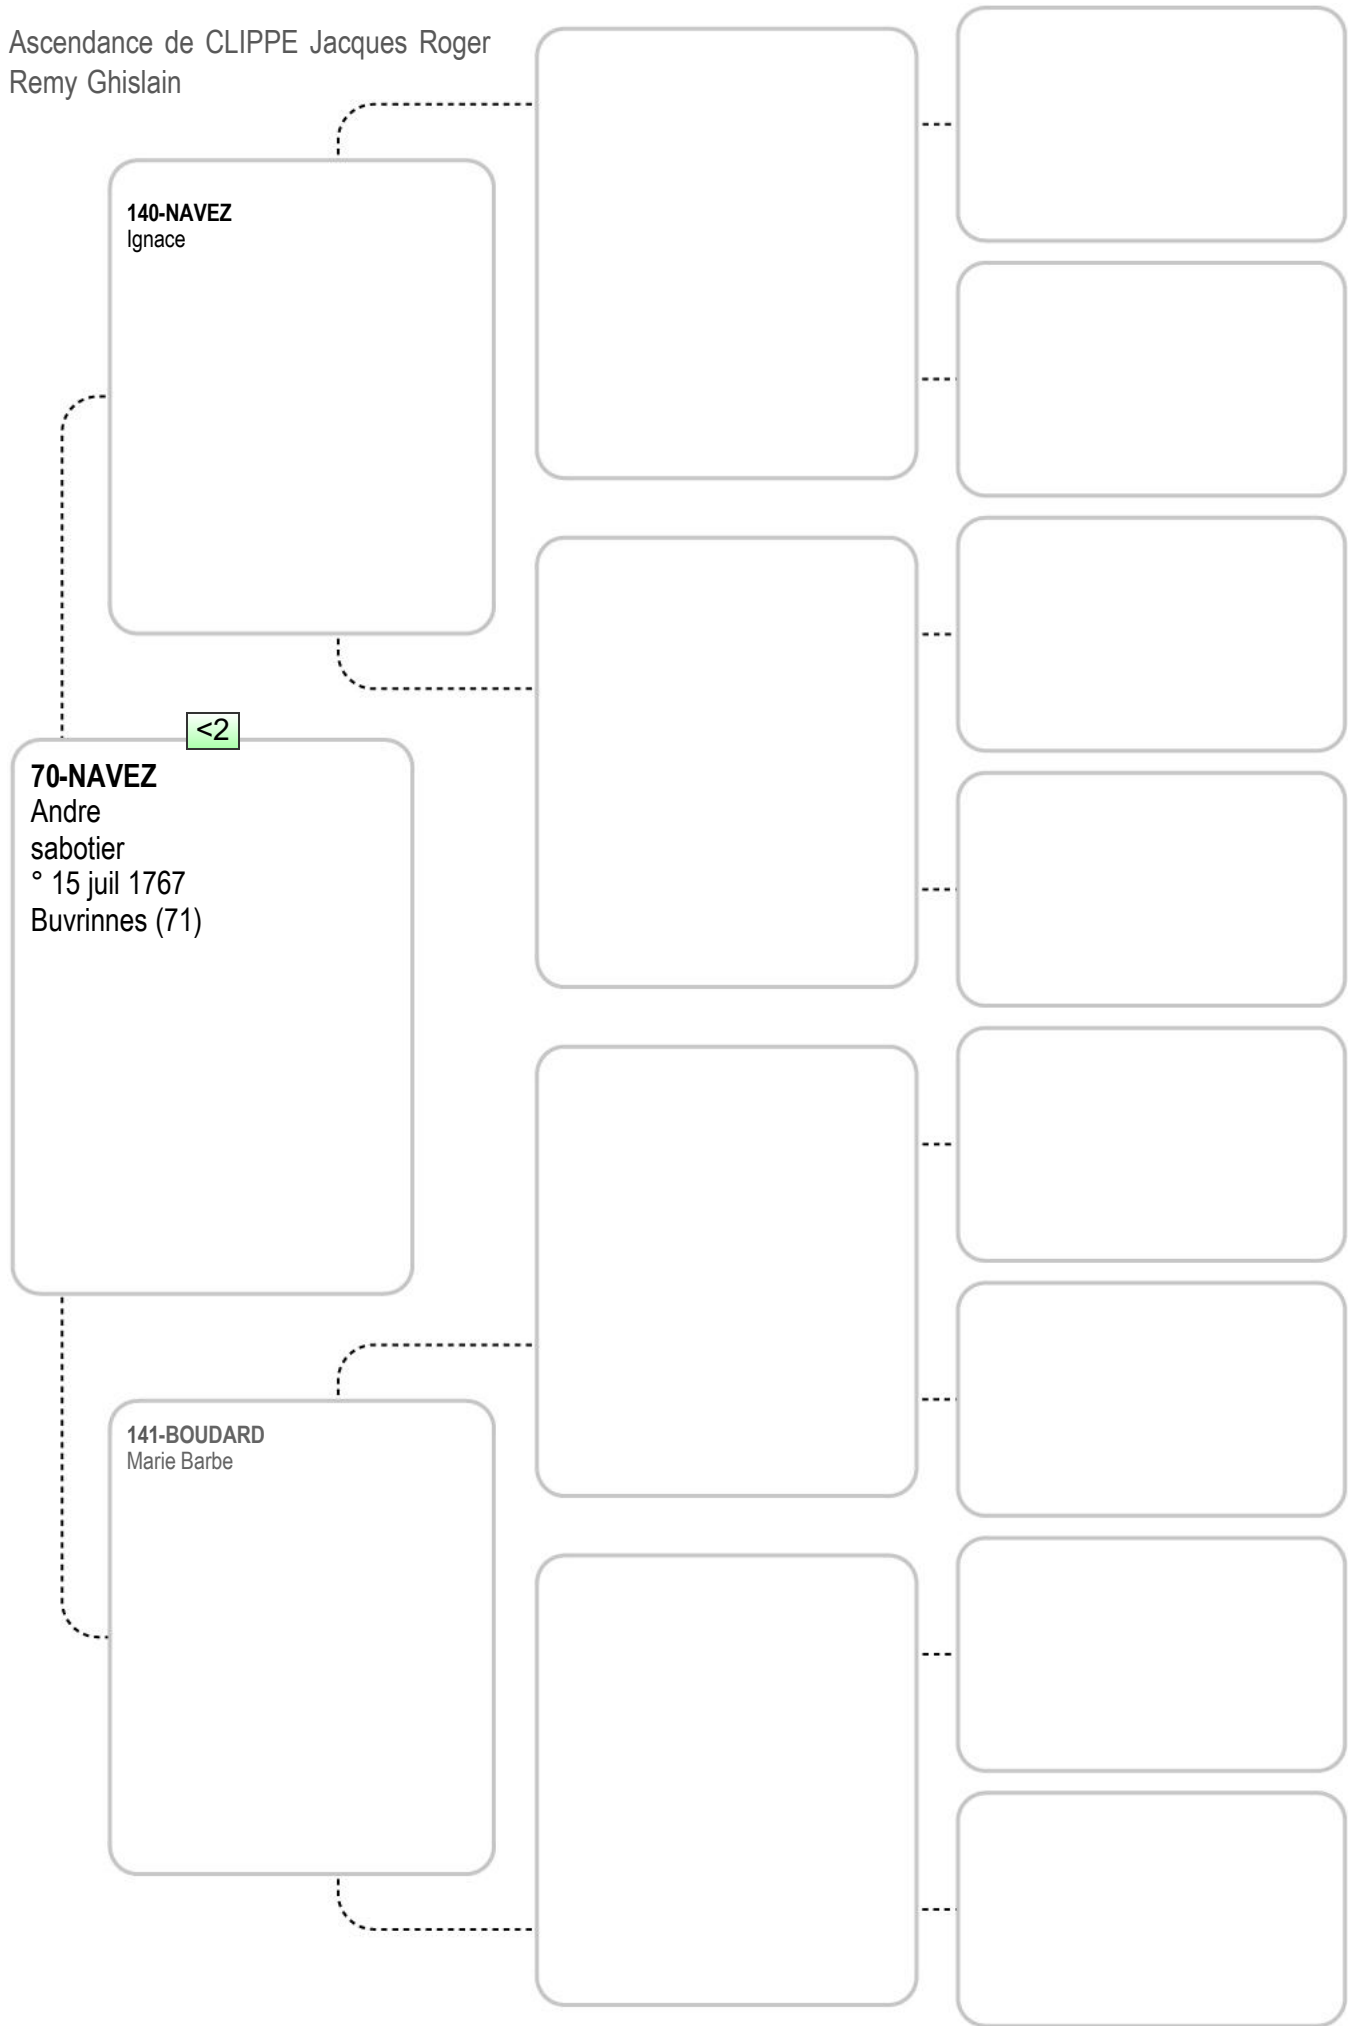 Ascendance de CLIPPE Jacques Roger
Remy Ghislain
140-NAVEZ
Ignace
<2
70-NAVEZ
Andre
sabotier
° 15 juil 1767
Buvrinnes (71)
141-BOUDARD
Marie Barbe